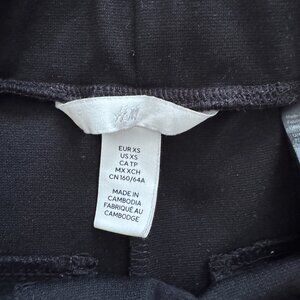 H&M
EUR XS
US XS
CA TP
MX XCH
CN 160/64A
MADE IN
CAMBODIA
FABRIQUÉ AU
CAMBODGE